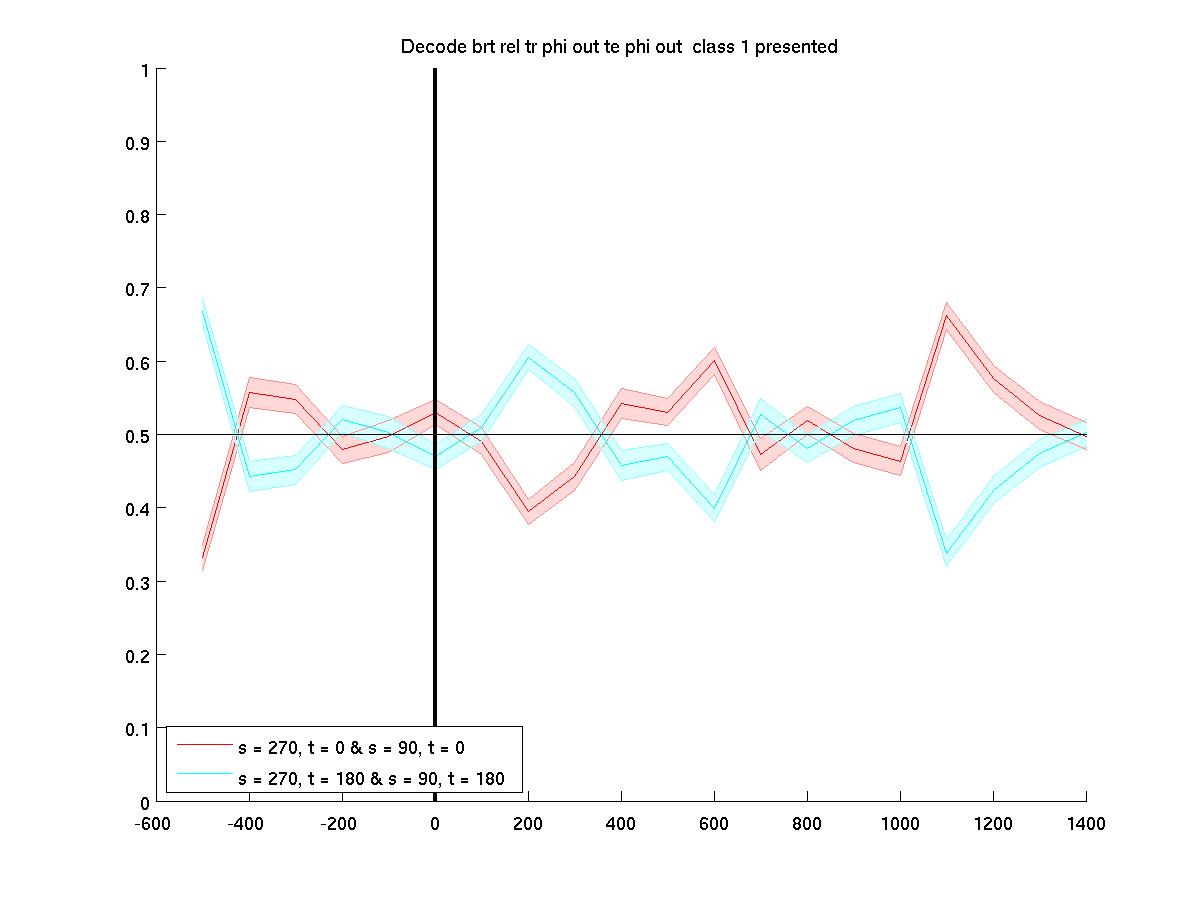 Decode brt rel tr phi out te phi out  class 1 presented
1
0.9
0.8
0.7
0.6
0.5
0.4
0.3
0.2
0.1
0
s = 270, t = 0 & s = 90, t = 0
s = 270, t = 180 & s = 90, t = 180
-600 -400 -200 0 200 400 600 800 1000 1200 1400